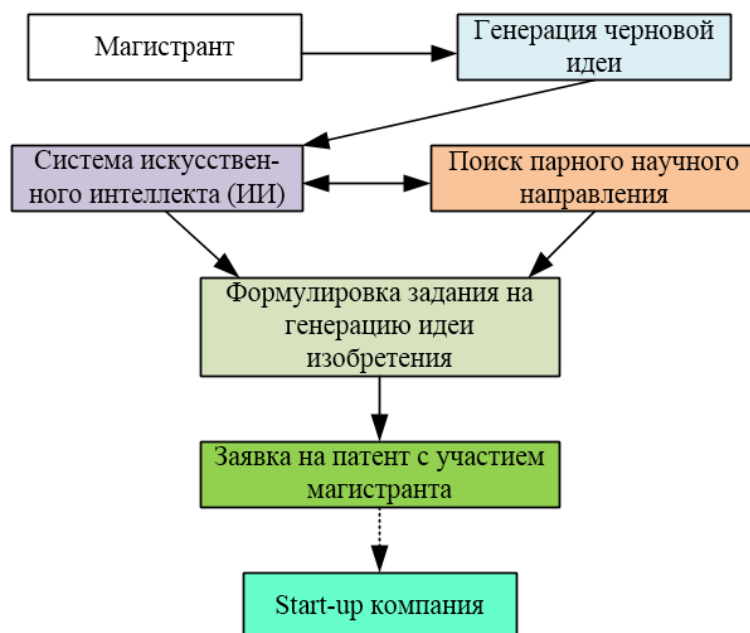 Магистрант
Генерация черновой
идеи
Система искусствен-
ного интеллекта (ИИ)
Поиск парного научного
направления
Формулировка задания на
генерацию идеи
изобретения
Заявка на патент с участием
магистранта
Start-up компания